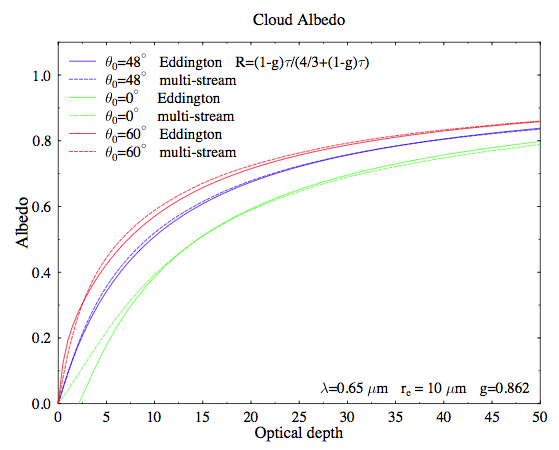 Cloud Albedo
θ₀=48° Eddington R=(1-g)τ/(4/3+(1-g)τ)
θ₀=48° multi-stream
θ₀=0° Eddington
θ₀=0° multi-stream
θ₀=60° Eddington
θ₀=60° multi-stream
1.0
0.8
0.6
0.4
0.2
0.0
Albedo
λ=0.65 μm rₑ = 10 μm g=0.862
0 5 10 15 20 25 30 35 40 45 50
Optical depth